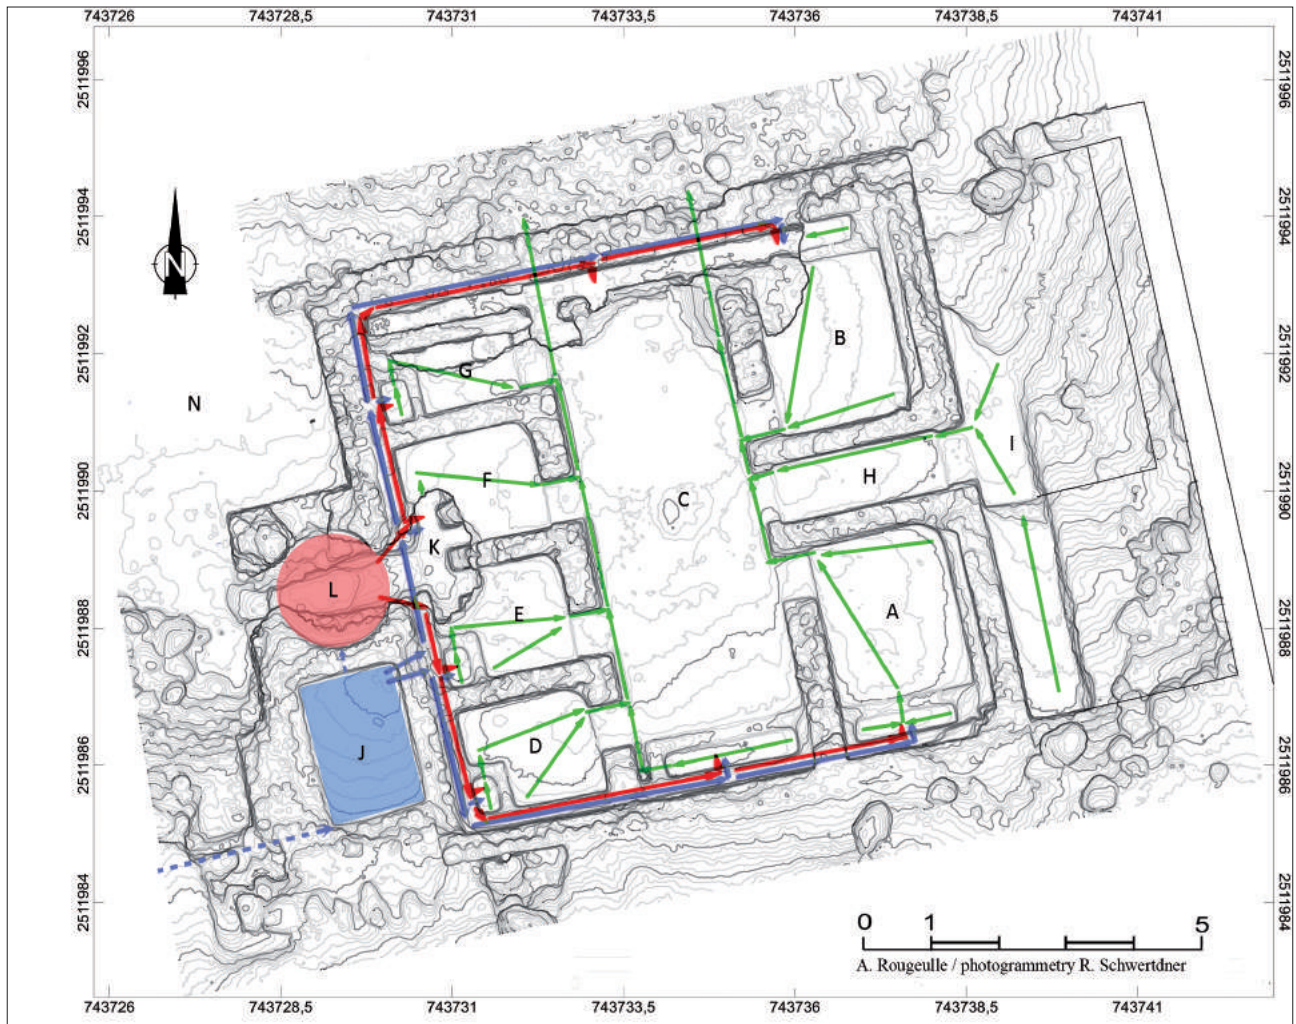 743726 743728,5 743731 743733,5 743736 743738,5 743741
2511996 2511996
2511994 2511994
N
B
2511992 2511992
G
N
I
F H
2511990 2511990
C
K
L
E A
2511988 2511988
D
J
2511986 2511986
2511984 2511984
0 1 5
A. Rougeulle / photogrammetry R. Schwertdner
743726 743728,5 743731 743733,5 743736 743738,5 743741